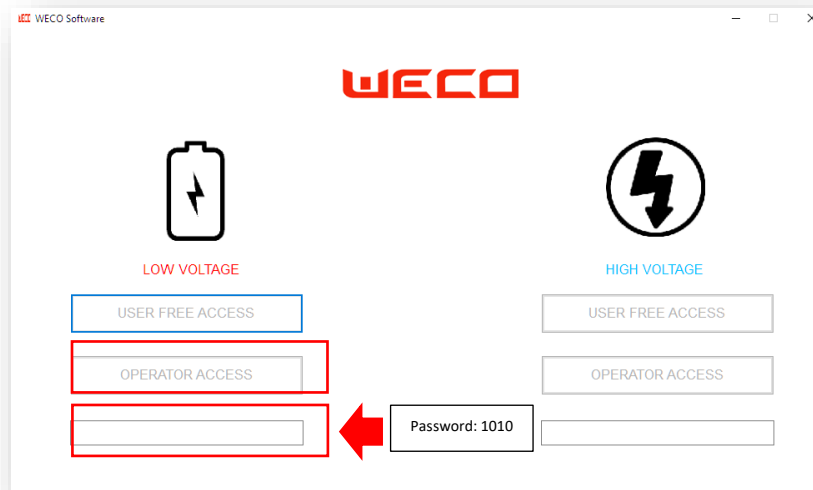 WECO Software
WECO
LOW VOLTAGE
HIGH VOLTAGE
USER FREE ACCESS
USER FREE ACCESS
OPERATOR ACCESS
OPERATOR ACCESS
Password: 1010